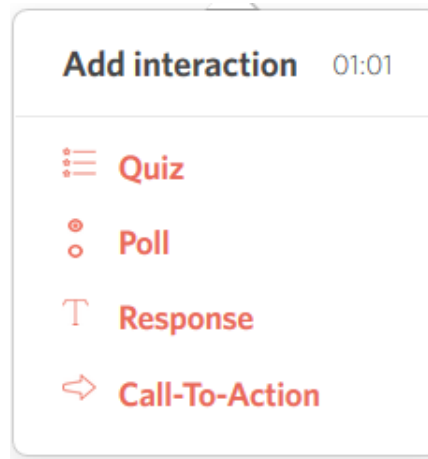 Add interaction 01:01
Quiz
Poll
Response
Call-To-Action